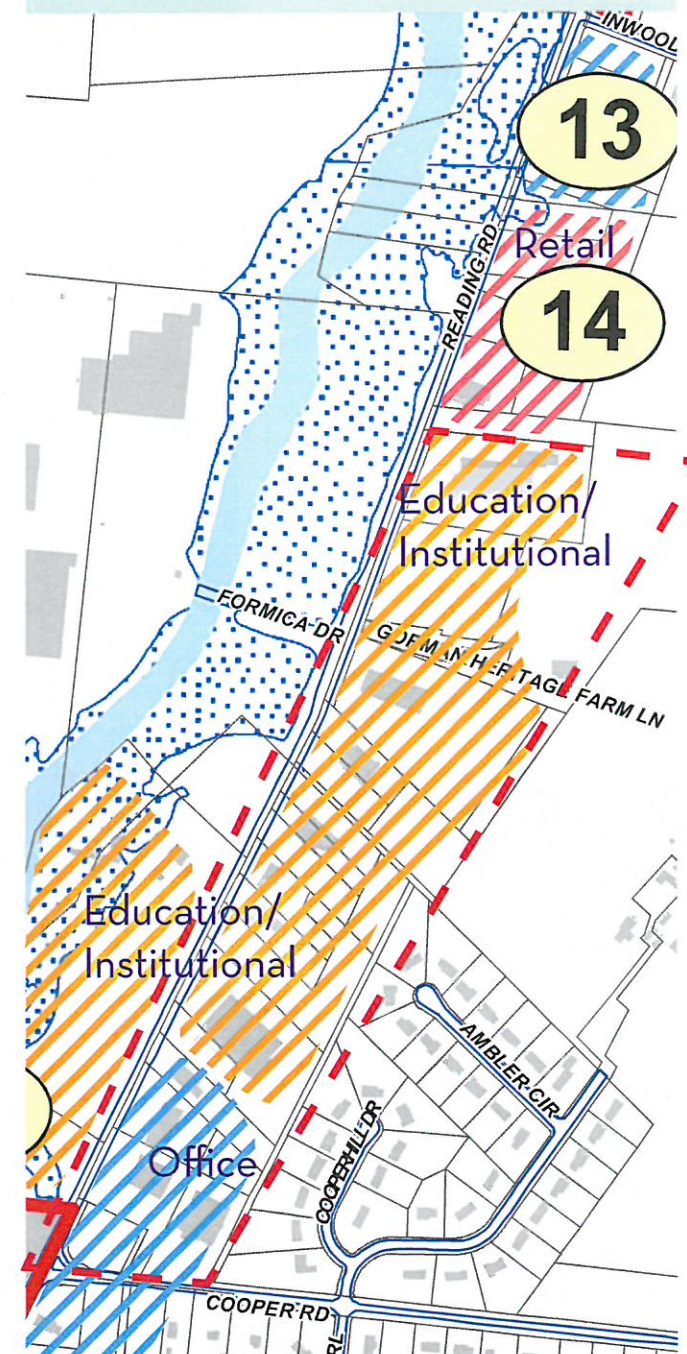 INWOOD
13
Retail
READING RD
14
Education/
Institutional
FORMICA DR
GORMAN HERITAGE FARM LN
Education/
Institutional
AMBLER CIR
COOPERHILL DR
Office
COOPER RD
RL